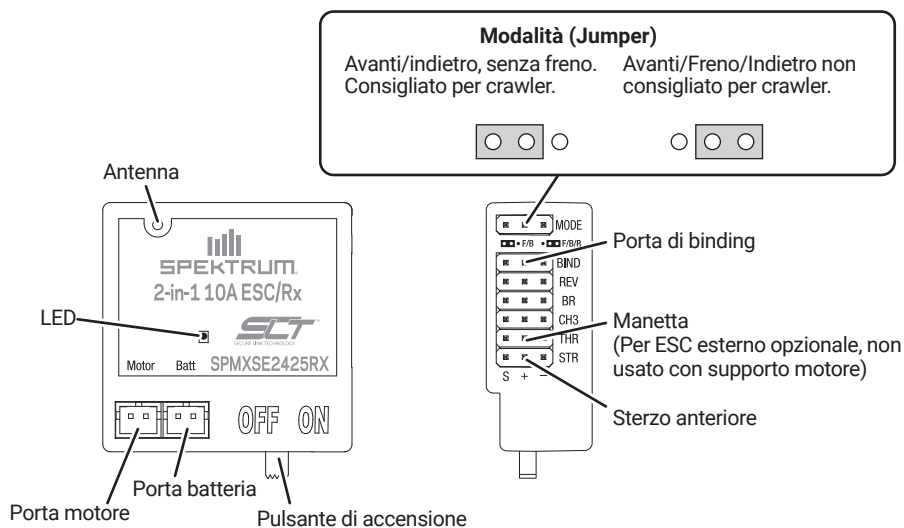 Modalità (Jumper)
Avanti/indietro, senza freno.
Consigliato per crawler.
Avanti/Freno/Indietro non
consigliato per crawler.
Antenna
SPEKTRUM
2-in-1 10A ESC/Rx
LED
SLT
SECURE LINK TECHNOLOGY
Motor Batt SPMXSE2425RX
OFF ON
Porta batteria
Porta motore
Pulsante di accensione
MODE
F/B F/B/R
BIND
REV
BR
CH3
THR
STR
S + −
Porta di binding
Manetta
(Per ESC esterno opzionale, non
usato con supporto motore)
Sterzo anteriore